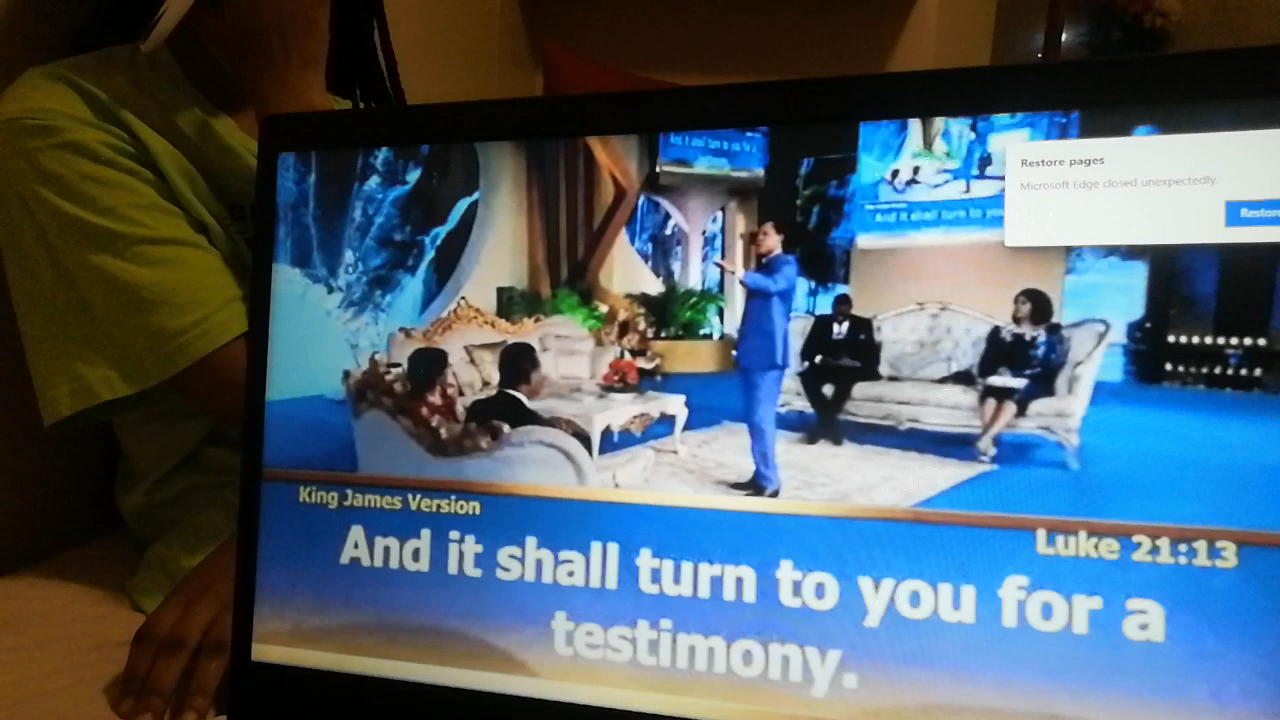 And it shall turn to you for a
And it shall turn to you
Restore pages
Microsoft Edge closed unexpectedly.
Restore
King James Version
Luke 21:13
And it shall turn to you for a
testimony.